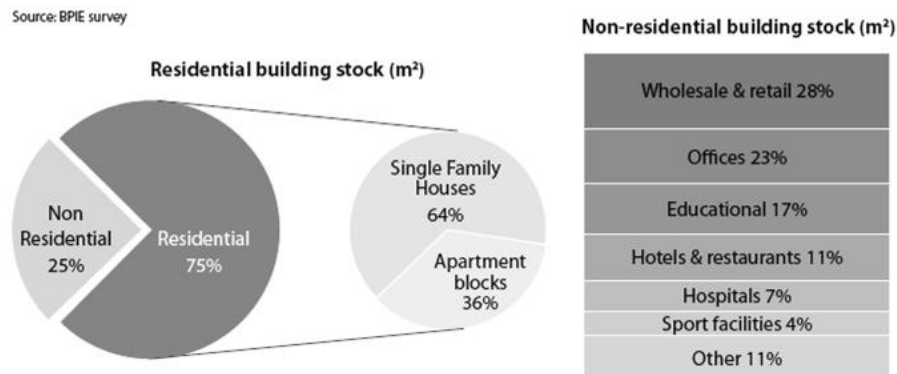 Source: BPIE survey
Residential building stock (m²)
Non
Residential
25%
Residential
75%
Single Family
Houses
64%
Apartment
blocks
36%
Non-residential building stock (m²)
Wholesale & retail 28%
Offices 23%
Educational 17%
Hotels & restaurants 11%
Hospitals 7%
Sport facilities 4%
Other 11%